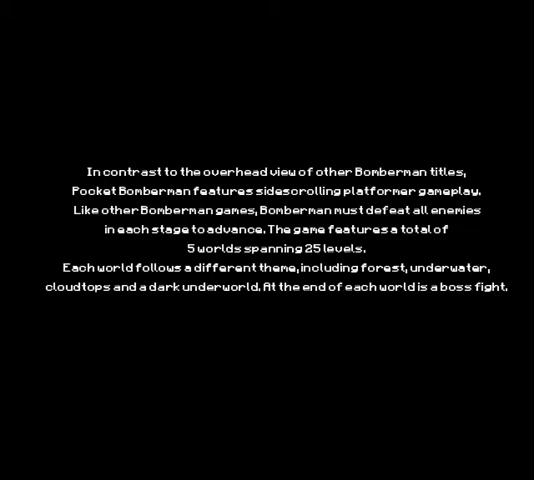 In contrast to the overhead view of other Bomberman titles,
Pocket Bomberman features sidescrolling platformer gameplay.
Like other Bomberman games, Bomberman must defeat all enemies
in each stage to advance. The game features a total of
5 worlds spanning 25 levels.
Each world follows a different theme, including forest, underwater,
cloudtops and a dark underworld. At the end of each world is a boss fight.